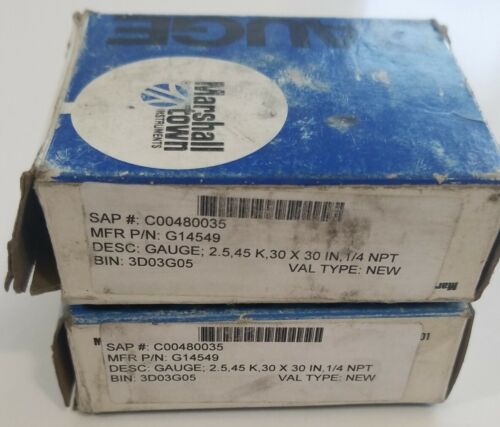 GAUGE
Marshall
town
INSTRUMENTS
SAP #: C00480035
MFR P/N: G14549
DESC: GAUGE; 2.5,45 K,30 X 30 IN,1/4 NPT
BIN: 3D03G05 VAL TYPE: NEW
SAP #: C00480035
MFR P/N: G14549
DESC: GAUGE; 2.5,45 K,30 X 30 IN,1/4 NPT
BIN: 3D03G05 VAL TYPE: NEW